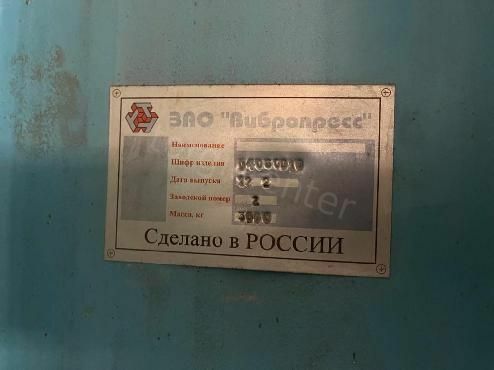 ЗАО "Вибропресс"
Наименование
Шифр изделия
Дата выпуска
Заводской номер 2
Масса, кг
Сделано в РОССИИ